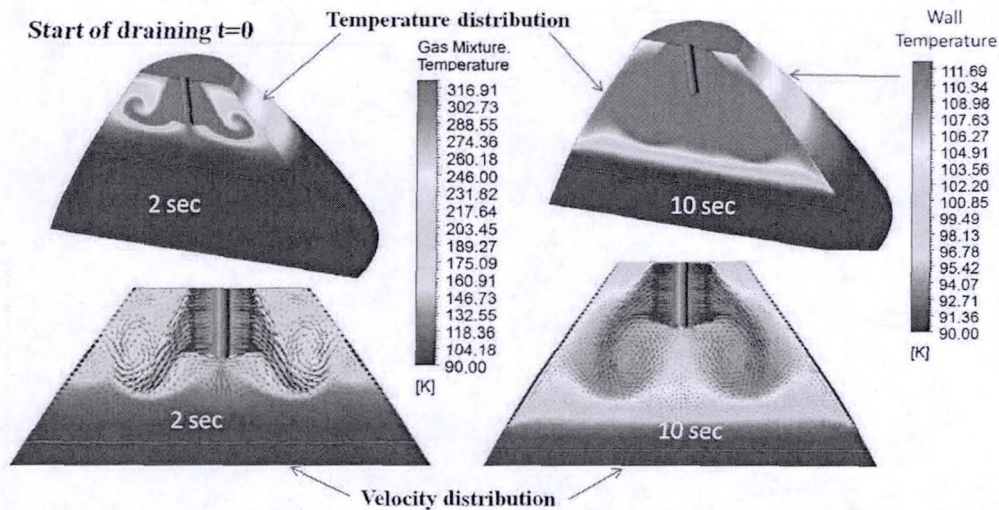 Start of draining t=0
Temperature distribution
Gas Mixture.
Temperature
316.91
302.73
288.55
274.36
260.18
246.00
231.82
217.64
203.45
189.27
175.09
160.91
146.73
132.55
118.36
104.18
90.00
[K]
Wall
Temperature
111.69
110.34
108.98
107.63
106.27
104.91
103.56
102.20
100.85
99.49
98.13
96.78
95.42
94.07
92.71
91.36
90.00
[K]
2 sec
10 sec
2 sec
10 sec
Velocity distribution